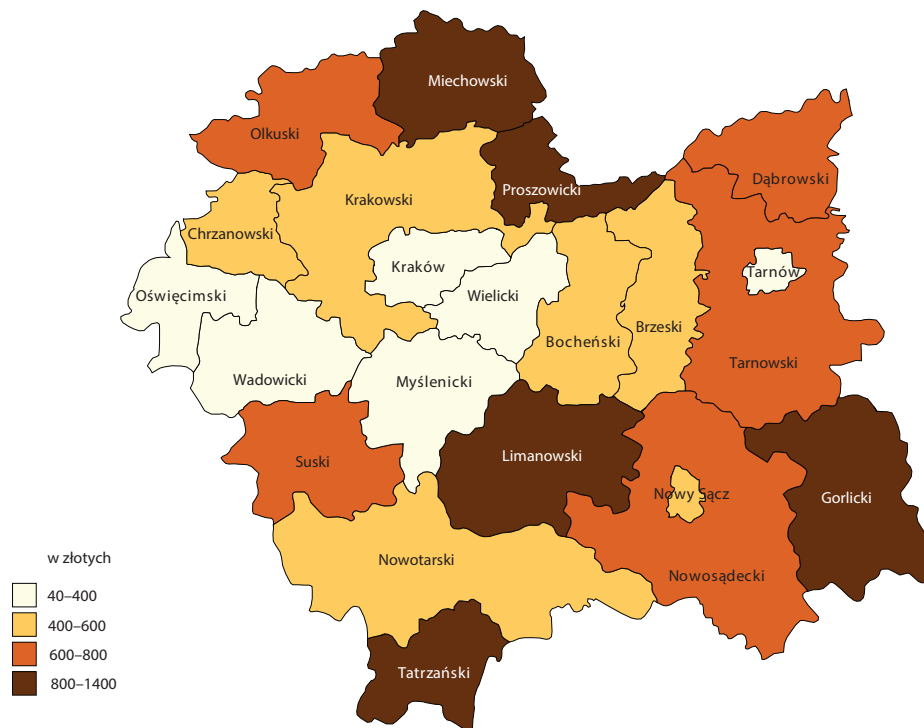 Miechowski
Olkuski
Dąbrowski
Proszowicki
Krakowski
Chrzanowski
Kraków
Tarnów
Wielicki
Oświęcimski
Brzeski
Bocheński
Tarnowski
Wadowicki
Myślenicki
Limanowski
Suski
Nowy Sącz
Gorlicki
Nowotarski
Nowosądecki
Tatrzański
w złotych
40–400
400–600
600–800
800–1400